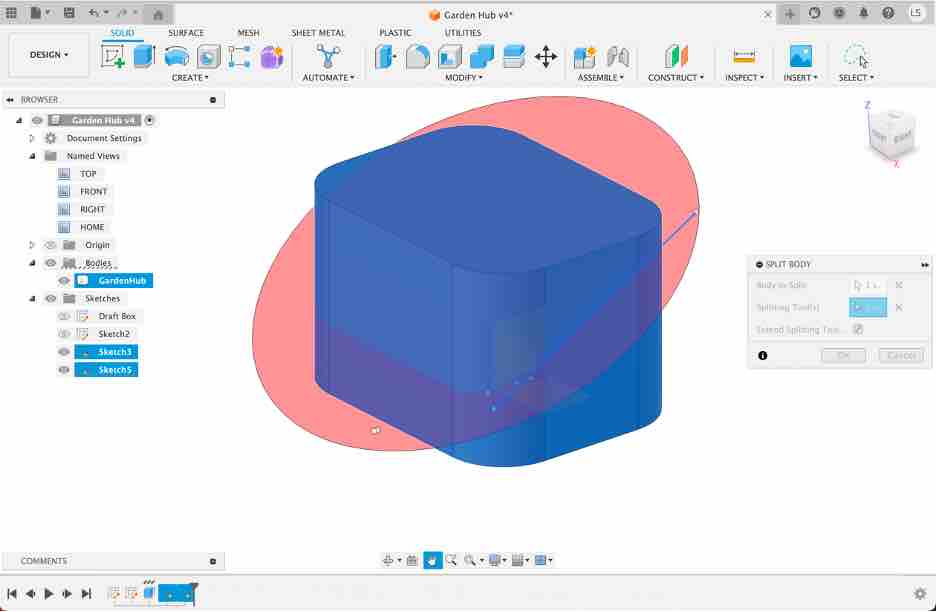 Garden Hub v4*
LS
DESIGN
SOLID SURFACE MESH SHEET METAL PLASTIC UTILITIES
CREATE AUTOMATE MODIFY ASSEMBLE CONSTRUCT INSPECT INSERT SELECT
BROWSER
Garden Hub v4
Document Settings
Named Views
TOP
FRONT
RIGHT
HOME
Origin
Bodies
GardenHub
Sketches
Draft Box
Sketch2
Sketch3
Sketch5
Z
X
SPLIT BODY
Body to Split 1 s...
Splitting Tool(s)
Extend Splitting Too...
OK Cancel
COMMENTS